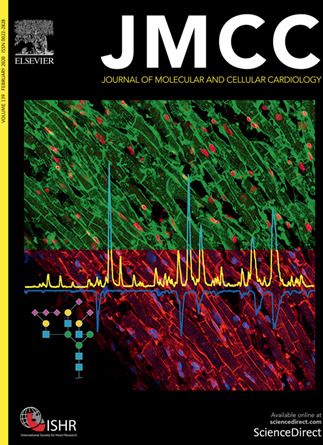 VOLUME 139 FEBRUARY 2020 ISSN 0022-2828
ELSEVIER
JMCC
JOURNAL OF MOLECULAR AND CELLULAR CARDIOLOGY
ISHR
International Society for Heart Research
Available online at
sciencedirect.com
ScienceDirect